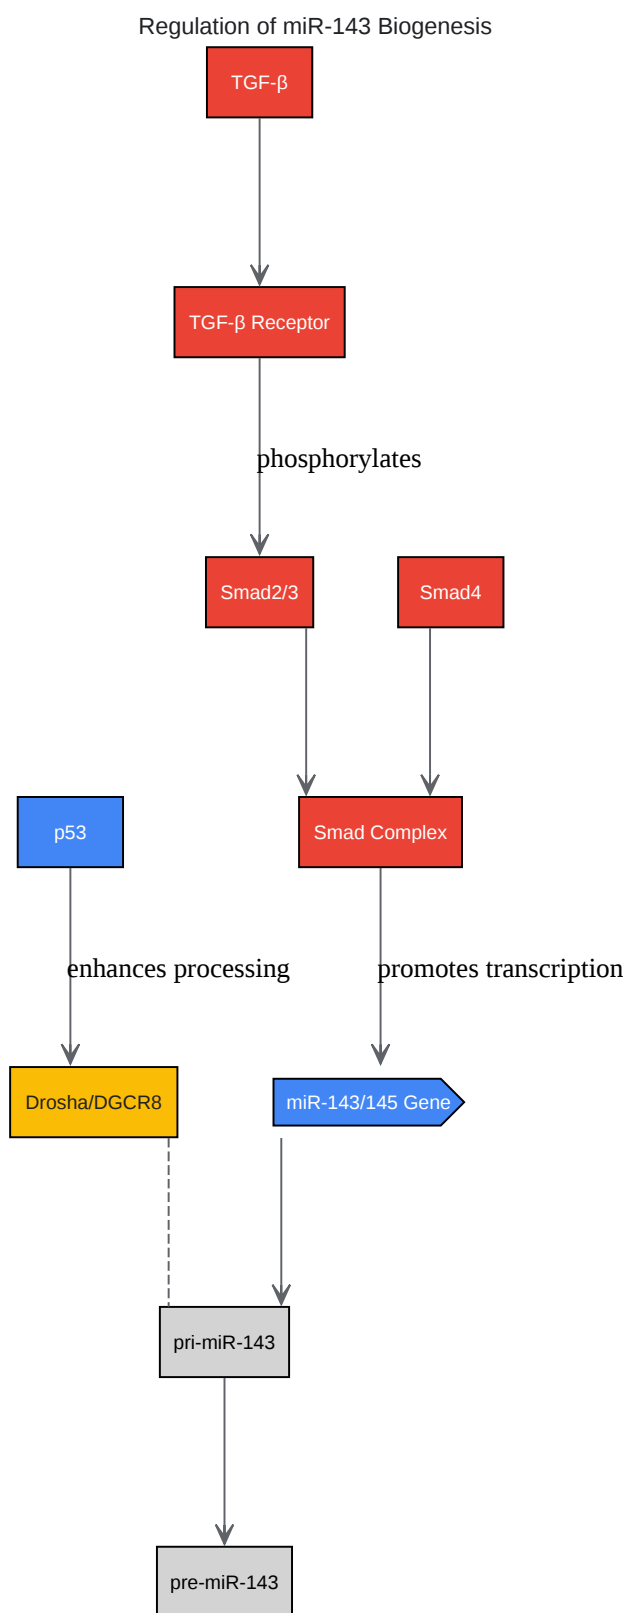 Regulation of miR-143 Biogenesis
TGF-β
TGF-β Receptor
phosphorylates
Smad2/3
Smad4
p53
Smad Complex
enhances processing
promotes transcription
Drosha/DGCR8
miR-143/145 Gene
pri-miR-143
pre-miR-143